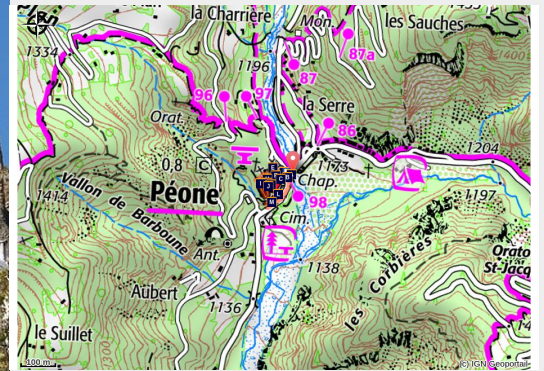 la Charrière
Mon.
les Sauches
1334
87a
1196
87
96
97
la Serre
Orat.
86
1204
0,8
C
1173
Chap.
1414
Péone
1197
Vallon de Barboune
98
Cim.
Ant.
Orato
St-Jacq
1138
les Corbières
Aubert
1136
le Suillet
100 m
(c) IGN Geoportail